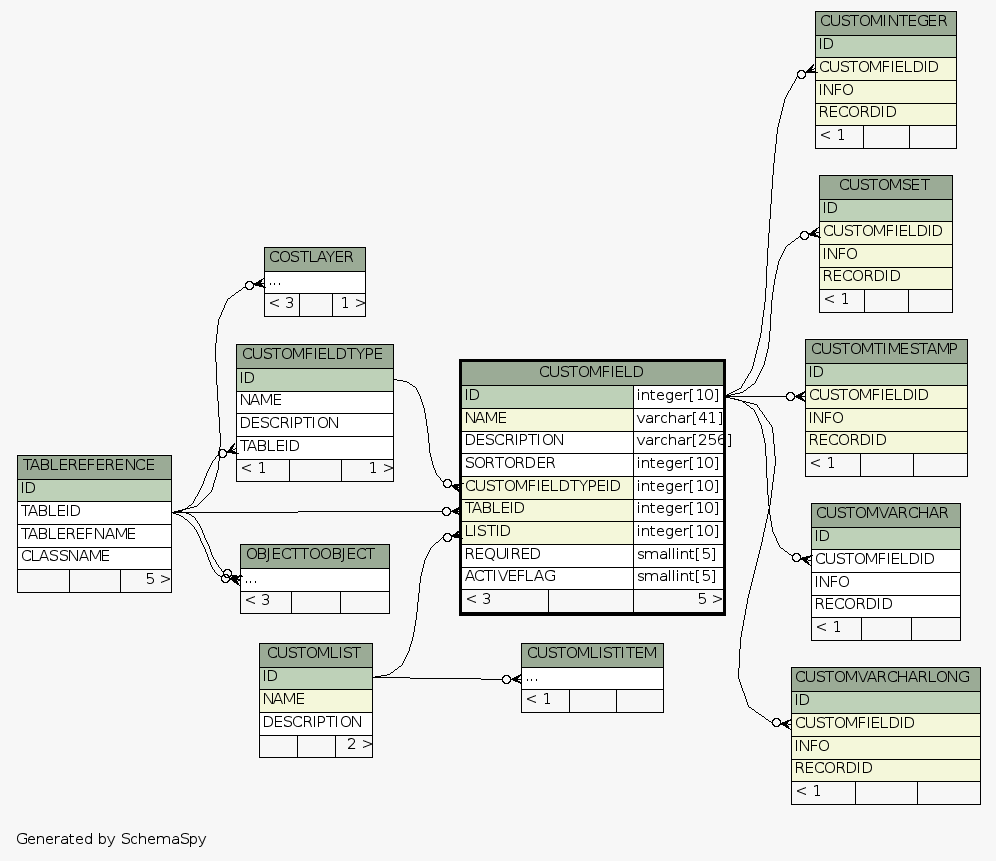 CUSTOMINTEGER
ID
CUSTOMFIELDID
INFO
RECORDID
< 1
CUSTOMSET
ID
CUSTOMFIELDID
INFO
RECORDID
< 1
COSTLAYER
...
< 3 1 >
CUSTOMFIELDTYPE
ID
NAME
DESCRIPTION
TABLEID
< 1 1 >
CUSTOMFIELD
ID integer[10]
NAME varchar[41]
DESCRIPTION varchar[256]
SORTORDER integer[10]
CUSTOMFIELDTYPEID integer[10]
TABLEID integer[10]
LISTID integer[10]
REQUIRED smallint[5]
ACTIVEFLAG smallint[5]
< 3 5 >
CUSTOMTIMESTAMP
ID
CUSTOMFIELDID
INFO
RECORDID
< 1
TABLEREFERENCE
ID
TABLEID
TABLEREFNAME
CLASSNAME
5 >
OBJECTTOOBJECT
...
< 3
CUSTOMVARCHAR
ID
CUSTOMFIELDID
INFO
RECORDID
< 1
CUSTOMLIST
ID
NAME
DESCRIPTION
2 >
CUSTOMLISTITEM
...
< 1
CUSTOMVARCHARLONG
ID
CUSTOMFIELDID
INFO
RECORDID
< 1
Generated by SchemaSpy